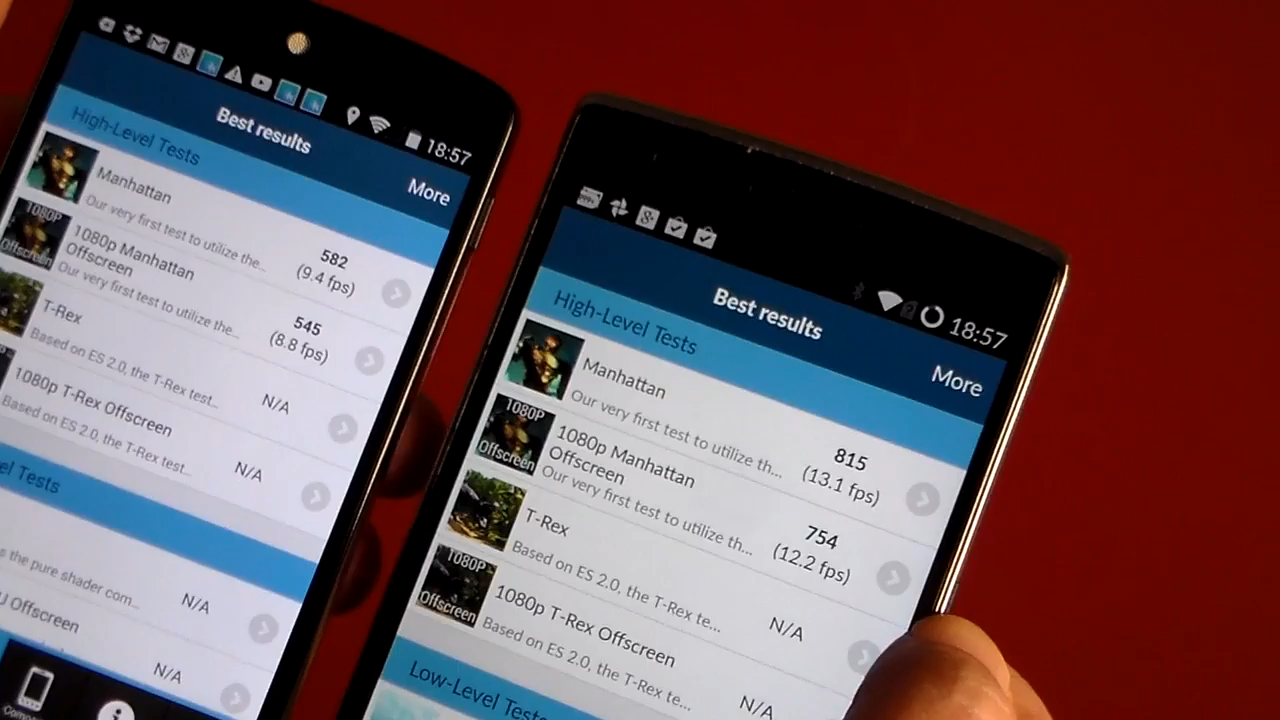 18:57
Best results
More
High-Level Tests
Manhattan
Our very first test to utilize the...
582
(9.4 fps)
1080P
Offscreen
1080p Manhattan
Offscreen
Our very first test to utilize the...
545
(8.8 fps)
T-Rex
Based on ES 2.0, the T-Rex test...
N/A
1080p T-Rex Offscreen
Based on ES 2.0, the T-Rex test...
N/A
el Tests
s the pure shader com...
N/A
U Offscreen
N/A
18:57
Best results
More
High-Level Tests
Manhattan
Our very first test to utilize th...
815
(13.1 fps)
1080P
Offscreen
1080p Manhattan
Offscreen
Our very first test to utilize th...
754
(12.2 fps)
T-Rex
Based on ES 2.0, the T-Rex te...
N/A
1080P
Offscreen
1080p T-Rex Offscreen
Based on ES 2.0, the T-Rex te...
N/A
Low-Level Tests